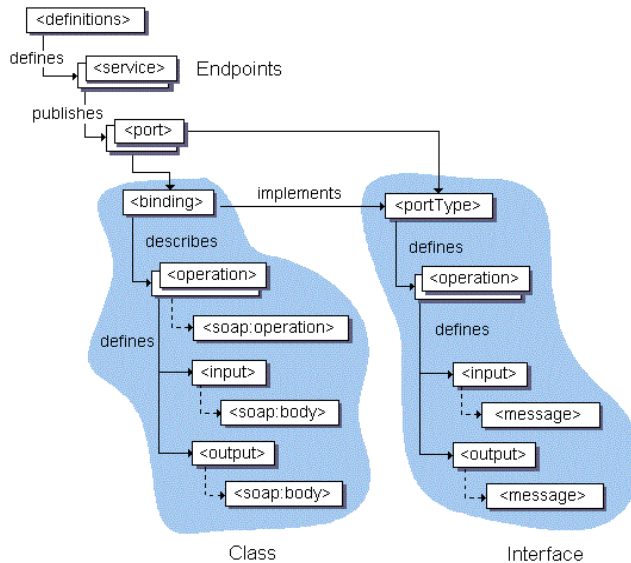 <definitions>
defines
<service>
Endpoints
publishes
<port>
<binding>
implements
<portType>
describes
defines
<operation>
<operation>
<soap:operation>
defines
defines
<input>
<input>
<soap:body>
<message>
<output>
<output>
<soap:body>
<message>
Class
Interface